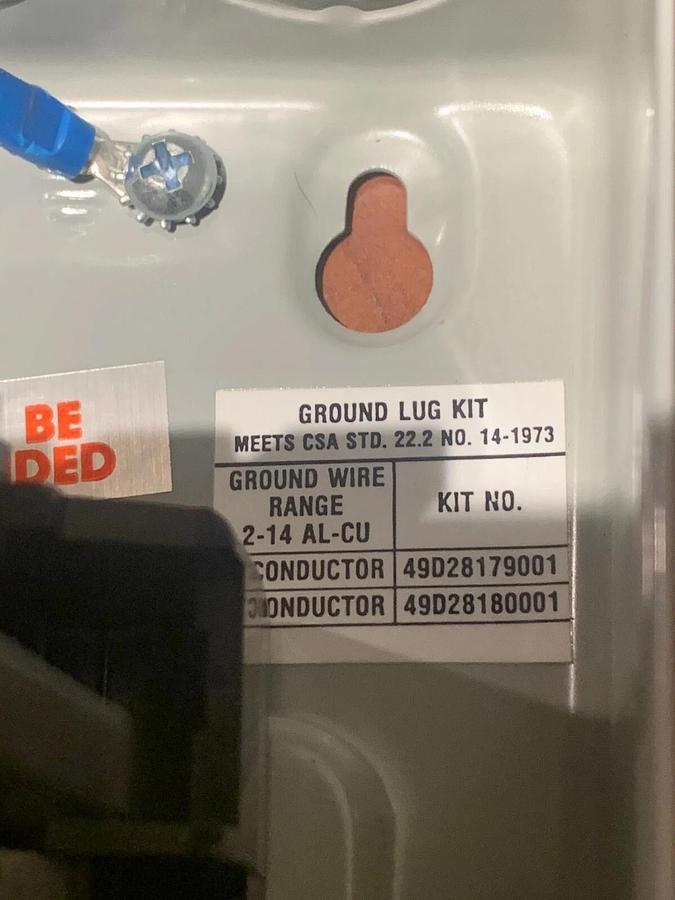 BE
DED
GROUND LUG KIT
MEETS CSA STD. 22.2 NO. 14-1973
GROUND WIRE
RANGE
2-14 AL-CU
KIT NO.
CONDUCTOR 49D28179001
CONDUCTOR 49D28180001